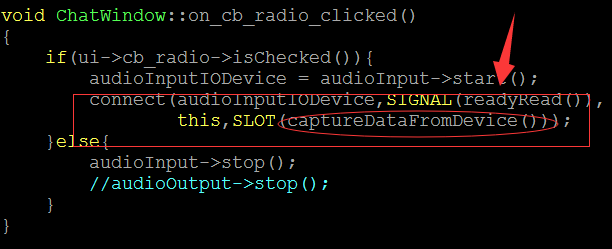 void ChatWindow::on_cb_radio_clicked()
{
if(ui->cb_radio->isChecked()){
audioInputIODevice = audioInput->start();
connect(audioInputIODevice,SIGNAL(readyRead()),
this,SLOT(captureDataFromDevice()));
}else{
audioInput->stop();
//audioOutput->stop();
}
}